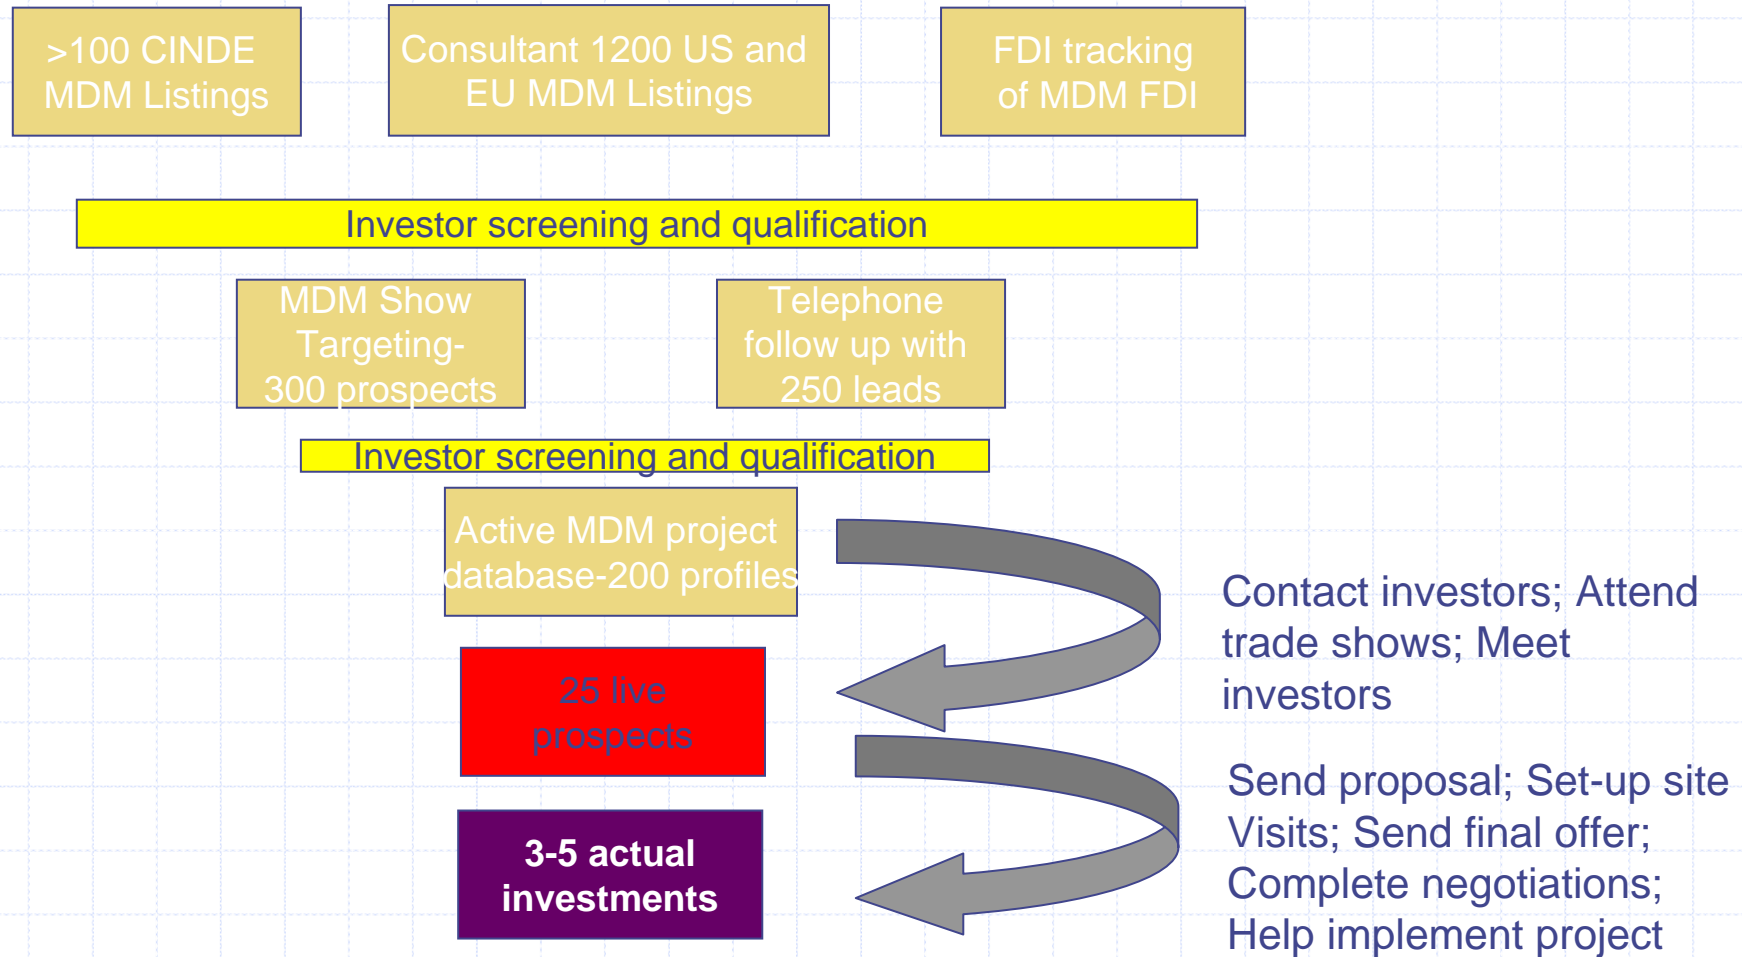 >100 CINDE
MDM Listings
Consultant 1200 US and
EU MDM Listings
FDI tracking
of MDM FDI
Investor screening and qualification
MDM Show
Targeting-
300 prospects
Telephone
follow up with
250 leads
Investor screening and qualification
Active MDM project
database-200 profiles
Contact investors; Attend
trade shows; Meet
investors
25 live
prospects
Send proposal; Set-up site
Visits; Send final offer;
Complete negotiations;
Help implement project
3-5 actual
investments